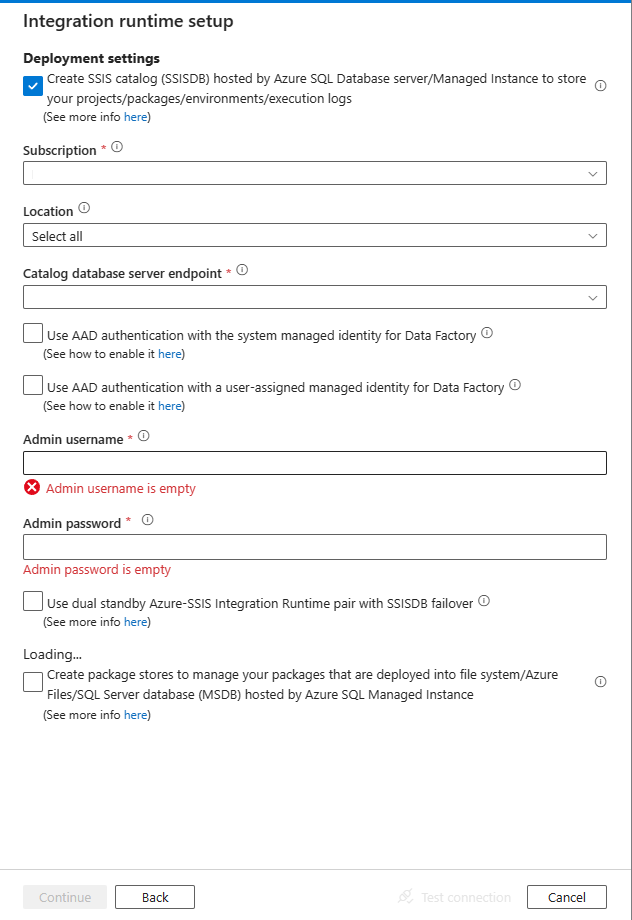 Integration runtime setup
Deployment settings
Create SSIS catalog (SSISDB) hosted by Azure SQL Database server/Managed Instance to store
your projects/packages/environments/execution logs
(See more info here)
Subscription *
Location
Select all
Catalog database server endpoint *
Use AAD authentication with the system managed identity for Data Factory
(See how to enable it here)
Use AAD authentication with a user-assigned managed identity for Data Factory
(See how to enable it here)
Admin username *
Admin username is empty
Admin password *
Admin password is empty
Use dual standby Azure-SSIS Integration Runtime pair with SSISDB failover
(See more info here)
Loading...
Create package stores to manage your packages that are deployed into file system/Azure
Files/SQL Server database (MSDB) hosted by Azure SQL Managed Instance
(See more info here)
Continue
Back
Test connection
Cancel